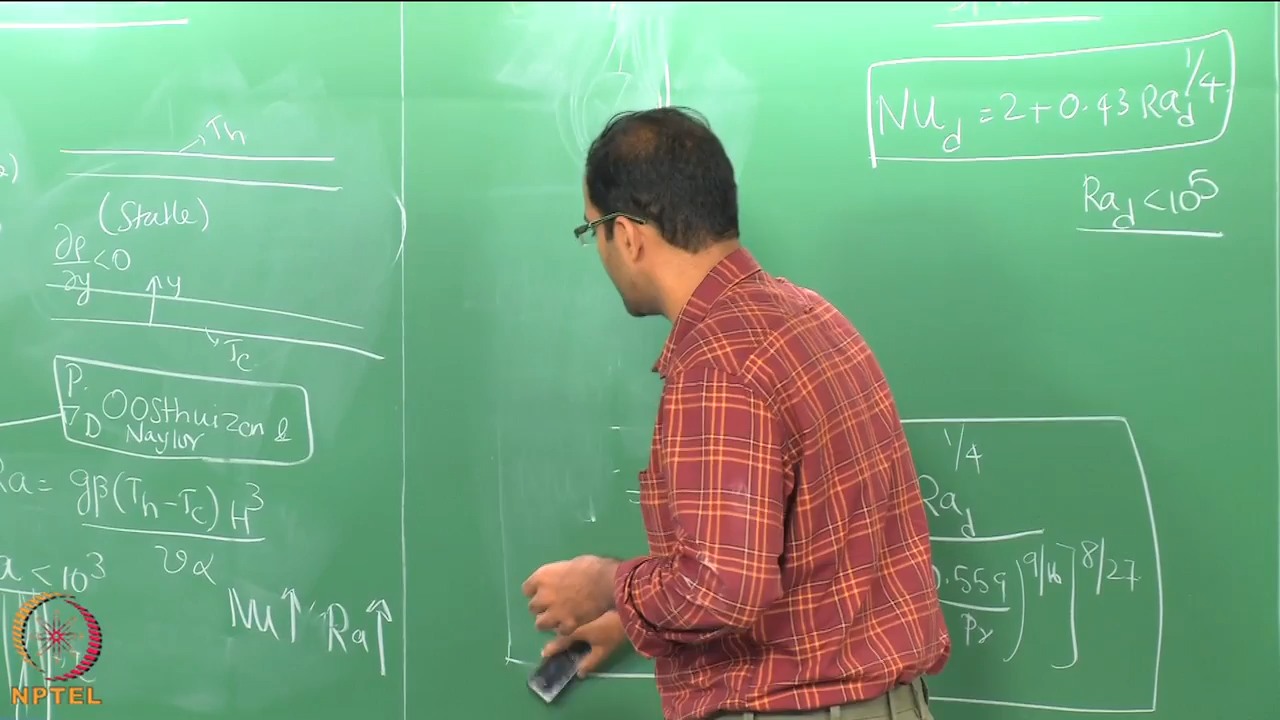 Th
(Stable)
∂ρ/∂y < 0
y
Tc
P.
▽D Oosthuizen &
Naylor
Ra = gβ(Th-Tc) H³ / να
a < 10³
Nu↑ Ra↑
NPTEL
Nu_d = 2 + 0.43 Ra_d^1/4
Ra_d < 10⁵
1/4
Ra_d
0.559 / Pr ) 9/16 ] 8/27